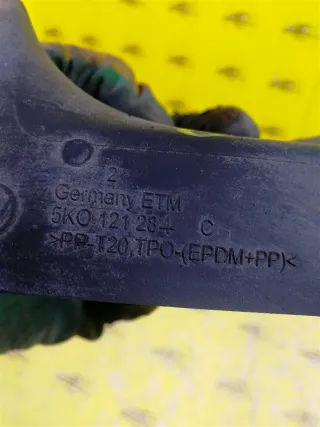 2
Germany ETM
5K0 121 284 C
>PP-T20,TPO-(EPDM+PP)<